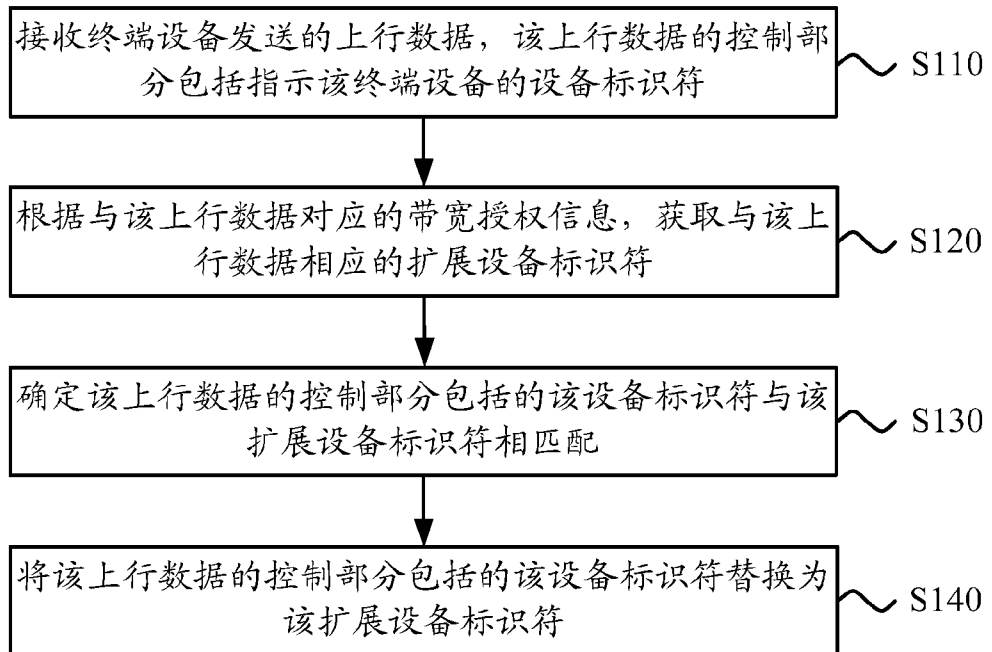 接收终端设备发送的上行数据，该上行数据的控制部
分包括指示该终端设备的设备标识符
S110
根据与该上行数据对应的带宽授权信息，获取与该上
行数据相应的扩展设备标识符
S120
确定该上行数据的控制部分包括的该设备标识符与该
扩展设备标识符相匹配
S130
将该上行数据的控制部分包括的该设备标识符替换为
该扩展设备标识符
S140